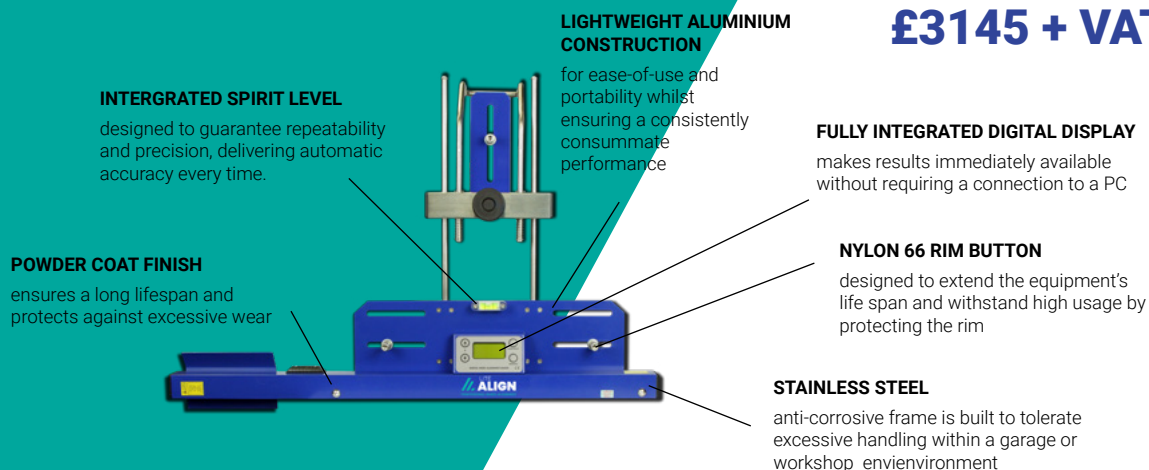 LIGHTWEIGHT ALUMINIUM
CONSTRUCTION
for ease-of-use and
portability whilst
ensuring a consistently
consummate
performance
£3145 + VAT
INTERGRATED SPIRIT LEVEL
designed to guarantee repeatability
and precision, delivering automatic
accuracy every time.
FULLY INTEGRATED DIGITAL DISPLAY
makes results immediately available
without requiring a connection to a PC
POWDER COAT FINISH
ensures a long lifespan and
protects against excessive wear
NYLON 66 RIM BUTTON
designed to extend the equipment's
life span and withstand high usage by
protecting the rim
ALIGN
STAINLESS STEEL
anti-corrosive frame is built to tolerate
excessive handling within a garage or
workshop envienvironment